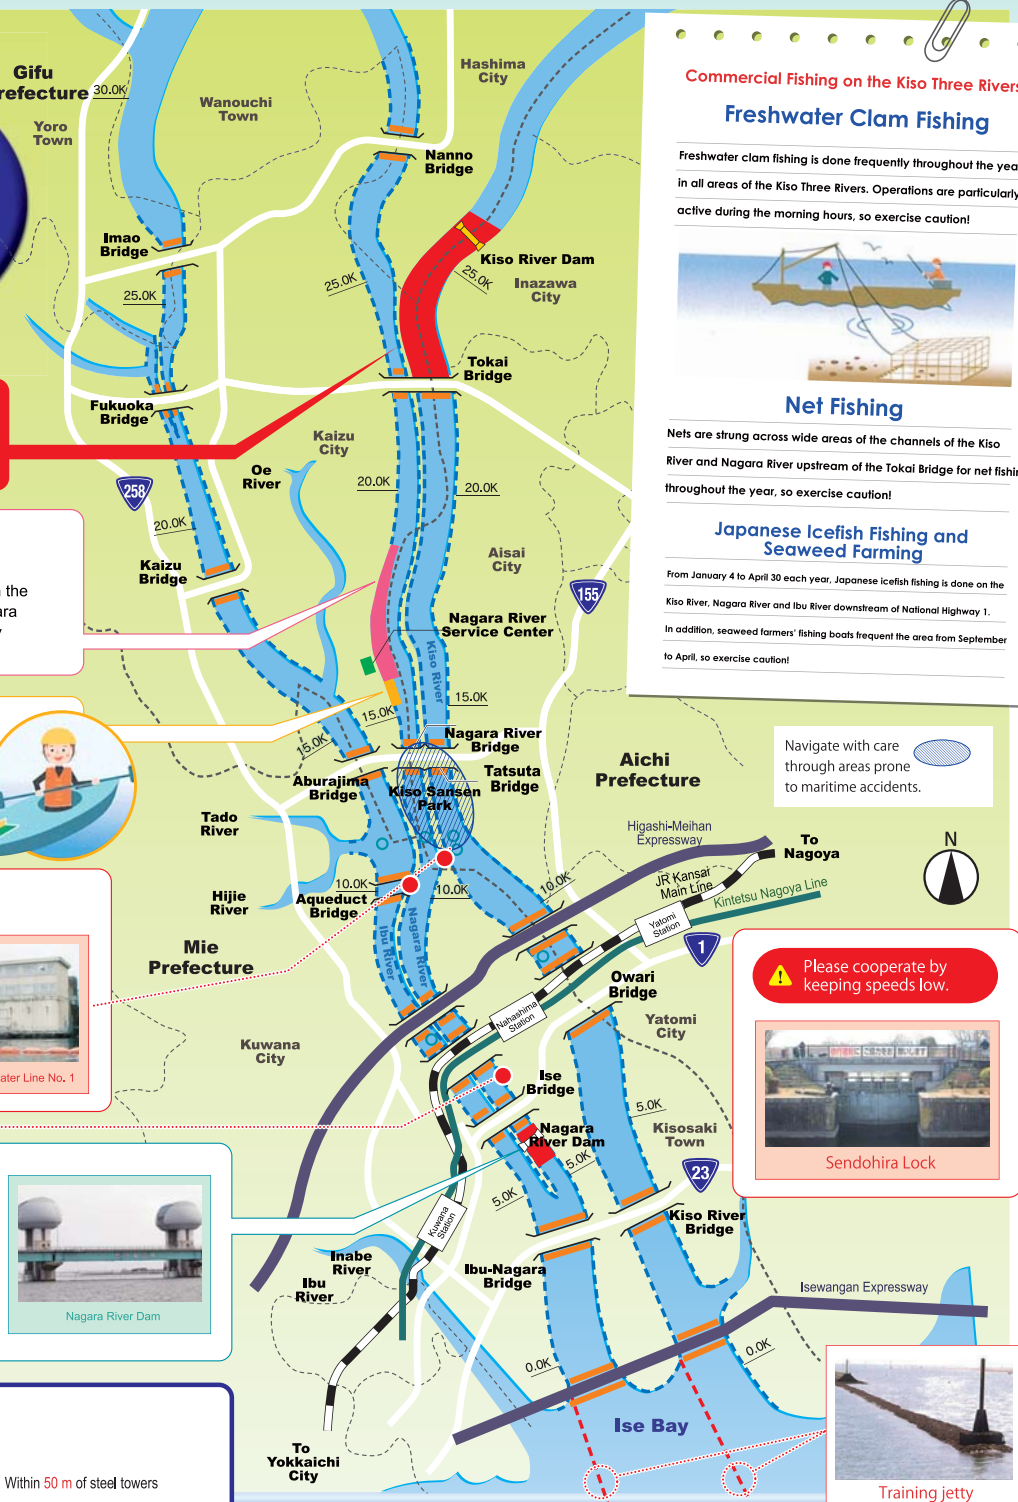 Gifu
Prefecture
30.0K
Yoro
Town
Wanouchi
Town
Hashima
City
Nanno
Bridge
Imao
Bridge
Kiso River Dam
25.0K
25.0K
25.0K
Inazawa
City
Tokai
Bridge
Fukuoka
Bridge
Kaizu
City
Oe
River
258
20.0K
20.0K
20.0K
Kaizu
Bridge
Aisai
City
155
the
ara
Nagara River
Service Center
Kiso River
15.0K
15.0K
15.0K
Nagara River
Bridge
Aburajima
Bridge
Tatsuta
Bridge
Kiso Sansen
Park
Aichi
Prefecture
Tado
River
Higashi-Meihan
Expressway
To
Nagoya
JR Kansar
Main Line
Kintetsu Nagoya Line
N
Hijie
River
10.0K
10.0K
10.0K
Aqueduct
Bridge
Ibu River
Nagara River
Yatomi
Station
1
Mie
Prefecture
Owari
Bridge
Nahashima
Station
Yatomi
City
Kuwana
City
ater Line No. 1
Ise
Bridge
5.0K
Kisosaki
Town
Nagara
River Dam
5.0K
5.0K
23
Kuwana
Station
Kiso River
Bridge
Inabe
River
Ibu
River
Ibu-Nagara
Bridge
Nagara River Dam
Isewangan Expressway
0.0K
0.0K
Ise Bay
To
Yokkaichi
City
Within 50 m of steel towers
Commercial Fishing on the Kiso Three Rivers
Freshwater Clam Fishing
Freshwater clam fishing is done frequently throughout the yea
in all areas of the Kiso Three Rivers. Operations are particularly
active during the morning hours, so exercise caution!
Net Fishing
Nets are strung across wide areas of the channels of the Kiso
River and Nagara River upstream of the Tokai Bridge for net fishin
throughout the year, so exercise caution!
Japanese Icefish Fishing and
Seaweed Farming
From January 4 to April 30 each year, Japanese icefish fishing is done on the
Kiso River, Nagara River and Ibu River downstream of National Highway 1.
In addition, seaweed farmers' fishing boats frequent the area from September
to April, so exercise caution!
Navigate with care
through areas prone
to maritime accidents.
Please cooperate by
keeping speeds low.
Sendohira Lock
Training jetty